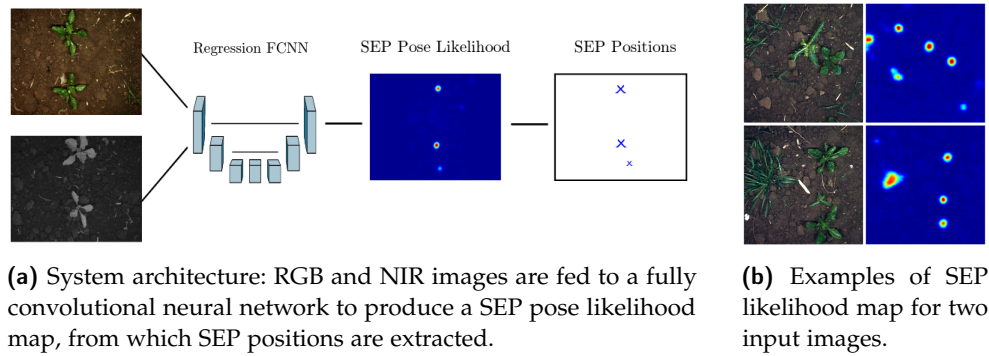 Regression FCNN
SEP Pose Likelihood
SEP Positions
(a) System architecture: RGB and NIR images are fed to a fully
convolutional neural network to produce a SEP pose likelihood
map, from which SEP positions are extracted.
(b) Examples of SEP
likelihood map for two
input images.